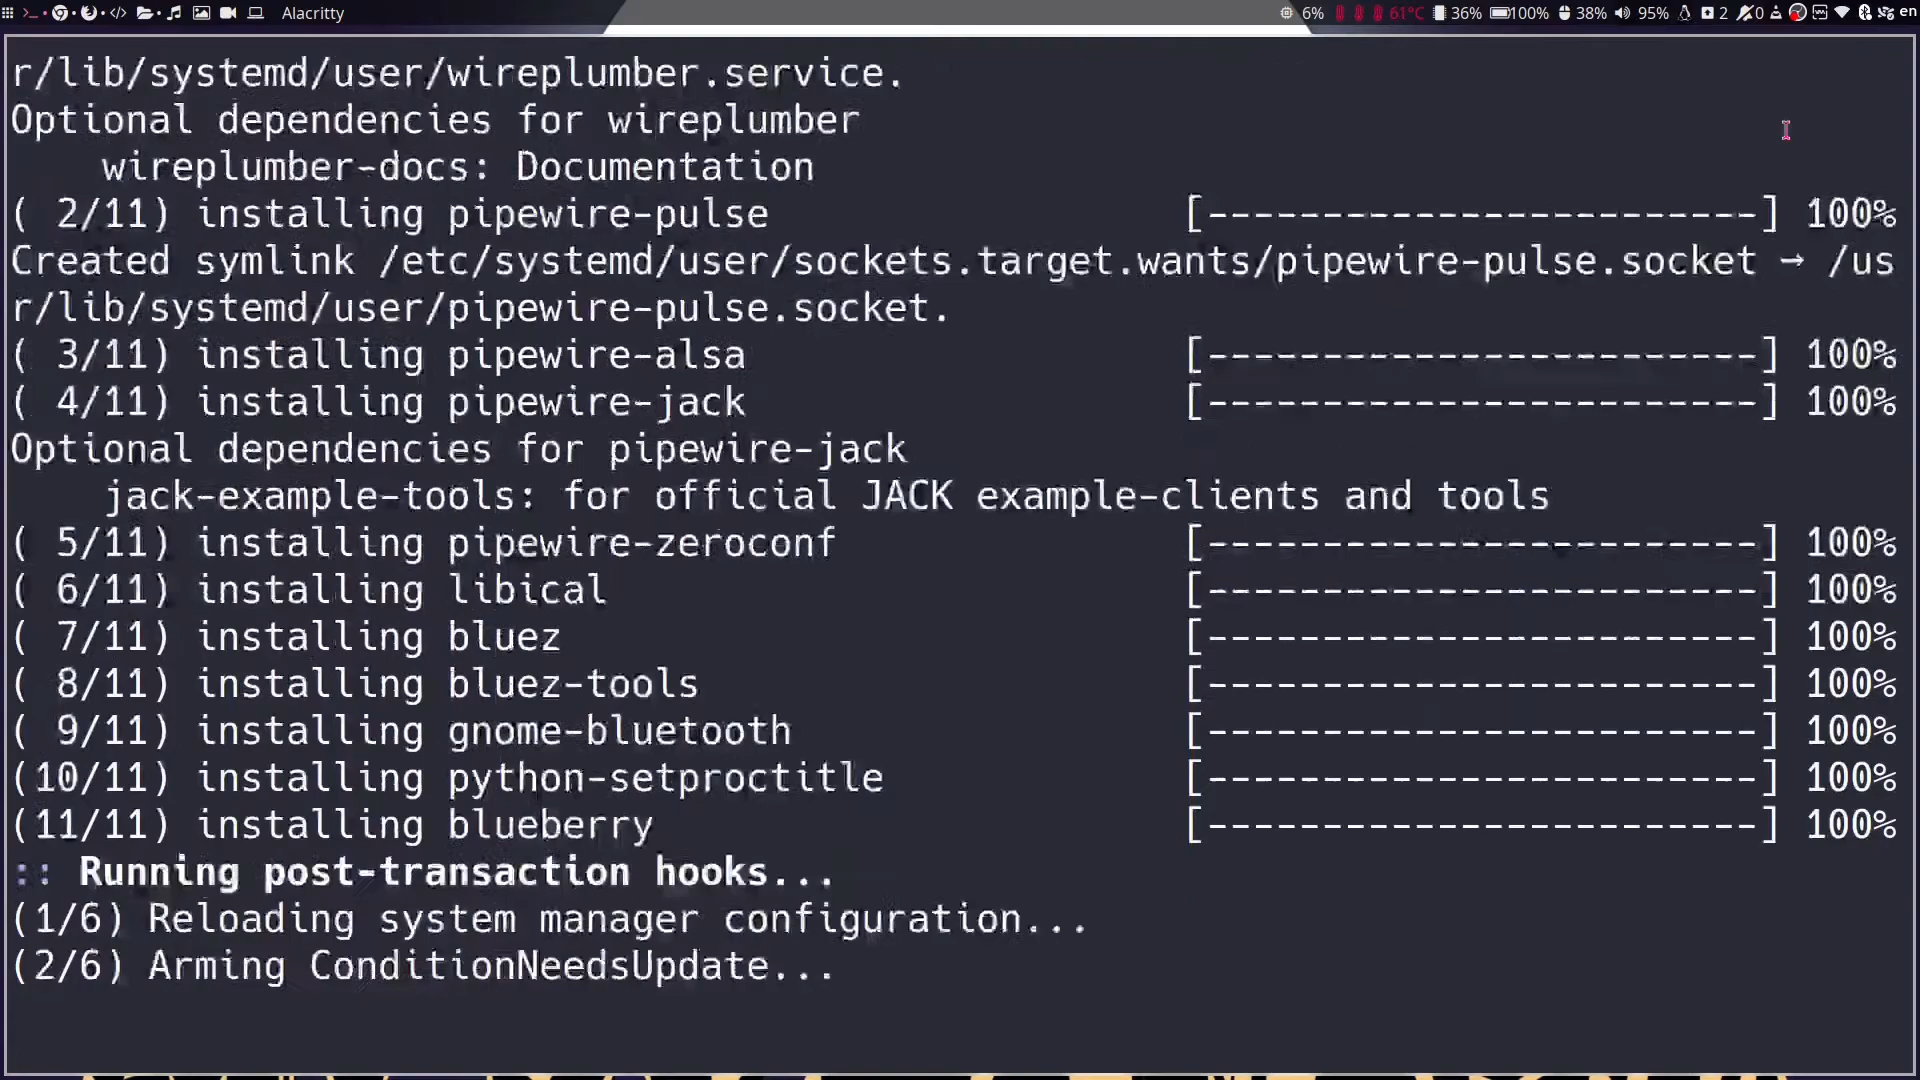 Alacritty 6% 61°C 36% 100% 38% 95% 2 0 en
r/lib/systemd/user/wireplumber.service.
Optional dependencies for wireplumber
wireplumber-docs: Documentation
( 2/11) installing pipewire-pulse [------------------------] 100%
Created symlink /etc/systemd/user/sockets.target.wants/pipewire-pulse.socket → /us
r/lib/systemd/user/pipewire-pulse.socket.
( 3/11) installing pipewire-alsa [------------------------] 100%
( 4/11) installing pipewire-jack [------------------------] 100%
Optional dependencies for pipewire-jack
jack-example-tools: for official JACK example-clients and tools
( 5/11) installing pipewire-zeroconf [------------------------] 100%
( 6/11) installing libical [------------------------] 100%
( 7/11) installing bluez [------------------------] 100%
( 8/11) installing bluez-tools [------------------------] 100%
( 9/11) installing gnome-bluetooth [------------------------] 100%
(10/11) installing python-setproctitle [------------------------] 100%
(11/11) installing blueberry [------------------------] 100%
:: Running post-transaction hooks...
(1/6) Reloading system manager configuration...
(2/6) Arming ConditionNeedsUpdate...